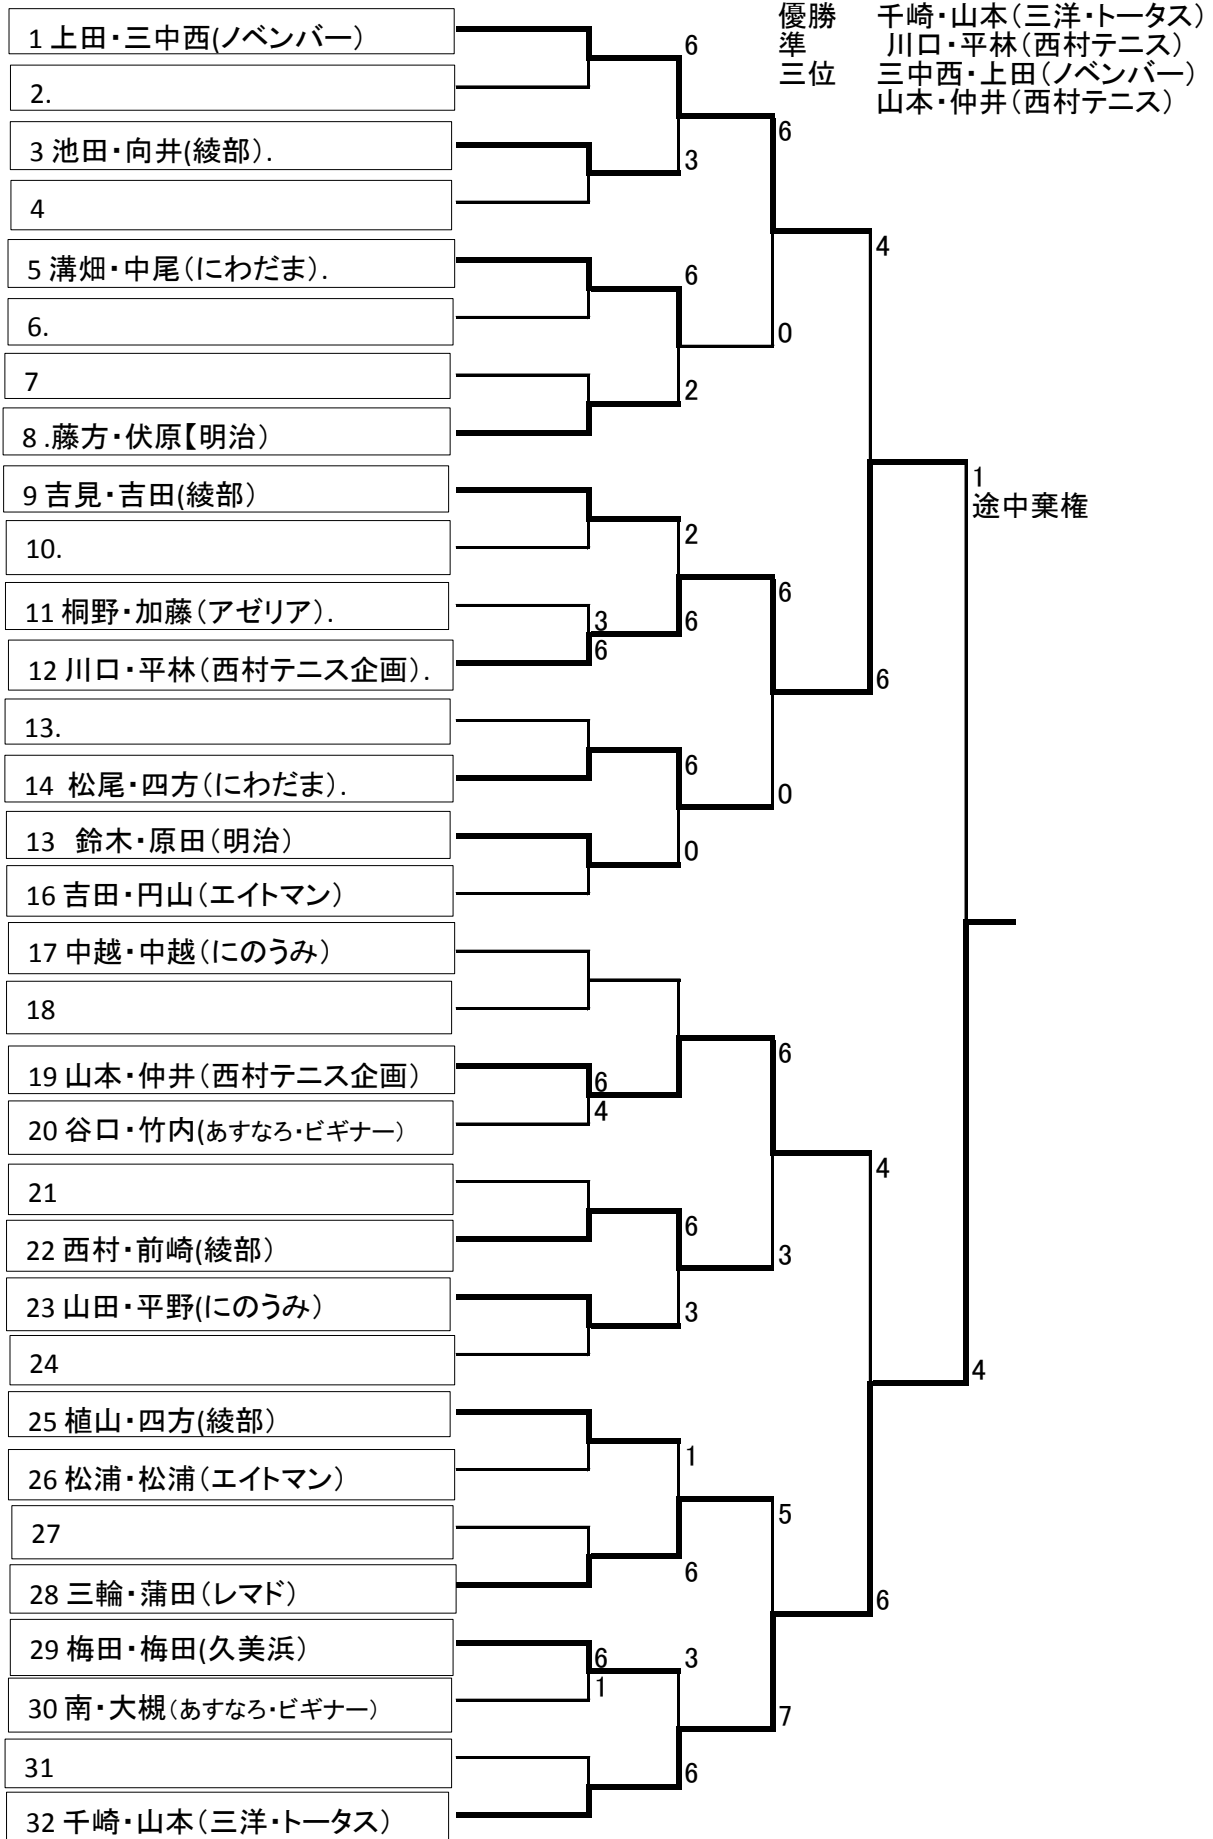 優勝 千崎・山本(三洋・トータス)
準 川口・平林(西村テニス)
三位 三中西・上田(ノベンバー)
山本・仲井(西村テニス)
1 上田・三中西(ノベンバー)
2.
3 池田・向井(綾部).
4
5 溝畑・中尾(にわだま).
6.
7
8 .藤方・伏原【明治)
9 吉見・吉田(綾部)
10.
11 桐野・加藤(アゼリア).
12 川口・平林(西村テニス企画).
13.
14 松尾・四方(にわだま).
13 鈴木・原田(明治)
16 吉田・円山(エイトマン)
17 中越・中越(にのうみ)
18
19 山本・仲井(西村テニス企画)
20 谷口・竹内(あすなろ・ビギナー)
21
22 西村・前崎(綾部)
23 山田・平野(にのうみ)
24
25 植山・四方(綾部)
26 松浦・松浦(エイトマン)
27
28 三輪・蒲田(レマド)
29 梅田・梅田(久美浜)
30 南・大槻(あすなろ・ビギナー)
31
32 千崎・山本(三洋・トータス)
3
6
6
4
6
1
6
3
6
2
2
6
6
0
6
3
1
6
3
6
6
0
6
0
6
3
5
7
4
6
4
6
1
途中棄権
4